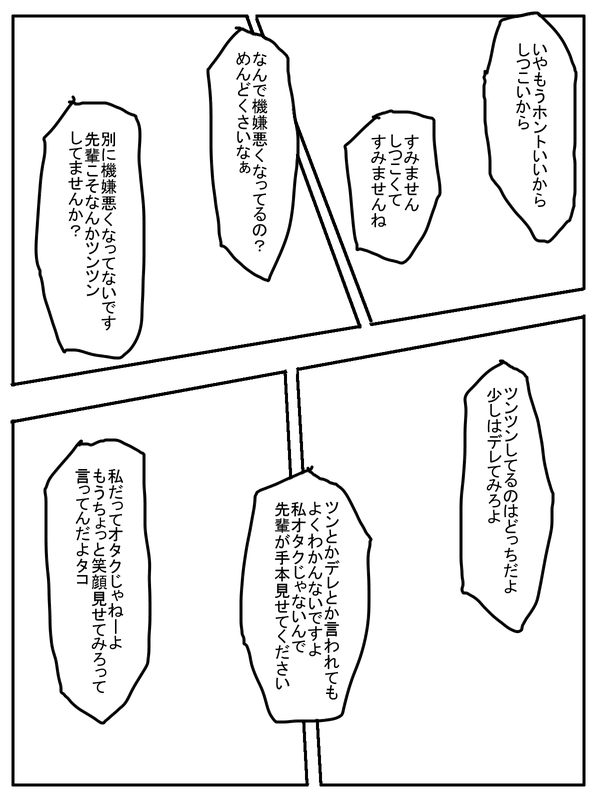 いやもうホントいいから
しつこいから
すみません
しつこくて
すみませんね
なんで機嫌悪くなってるの？
めんどくさいなぁ
別に機嫌悪くなってないです
先輩こそなんかツンツン
してませんか？
ツンツンしてるのはどっちだよ
少しはデレてみろよ
ツンとかデレとか言われても
よくわかんないですよ
私オタクじゃないんで
先輩が手本見せてください
私だってオタクじゃねーよ
もうちょっと笑顔見せてみろって
言ってんだよタコ